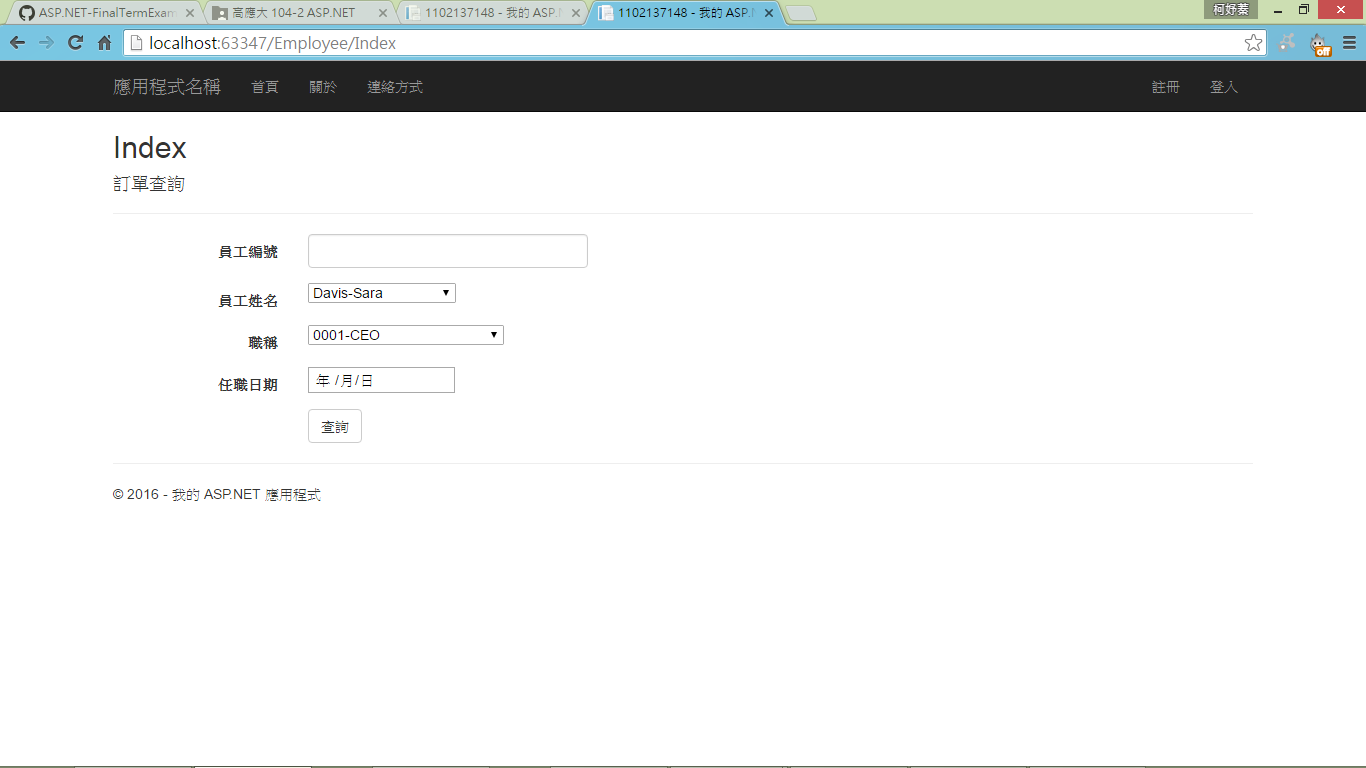 ASP.NET-FinalTermExam
高應大 104-2 ASP.NET
1102137148 - 我的 ASP.N
1102137148 - 我的 ASP.N
柯妤蓁
localhost:63347/Employee/Index
off
應用程式名稱 首頁 關於 連絡方式 註冊 登入
Index
訂單查詢
員工編號
員工姓名 Davis-Sara
職稱 0001-CEO
任職日期 年 /月/日
查詢
© 2016 - 我的 ASP.NET 應用程式